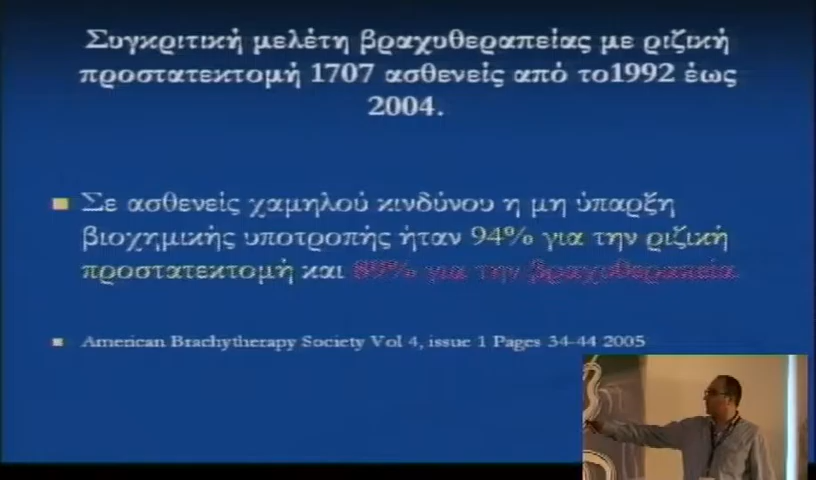 Συγκριτική μελέτη βραχυθεραπείας με ριζική
προστατεκτομή 1707 ασθενείς από το1992 έως
2004.
Σε ασθενείς χαμηλού κινδύνου η μη ύπαρξη
βιοχημικής υποτροπής ήταν 94% για την ριζική
προστατεκτομή και 89% για την βραχυθεραπεία
American Brachytherapy Society Vol 4, issue 1 Pages 34-44 2005